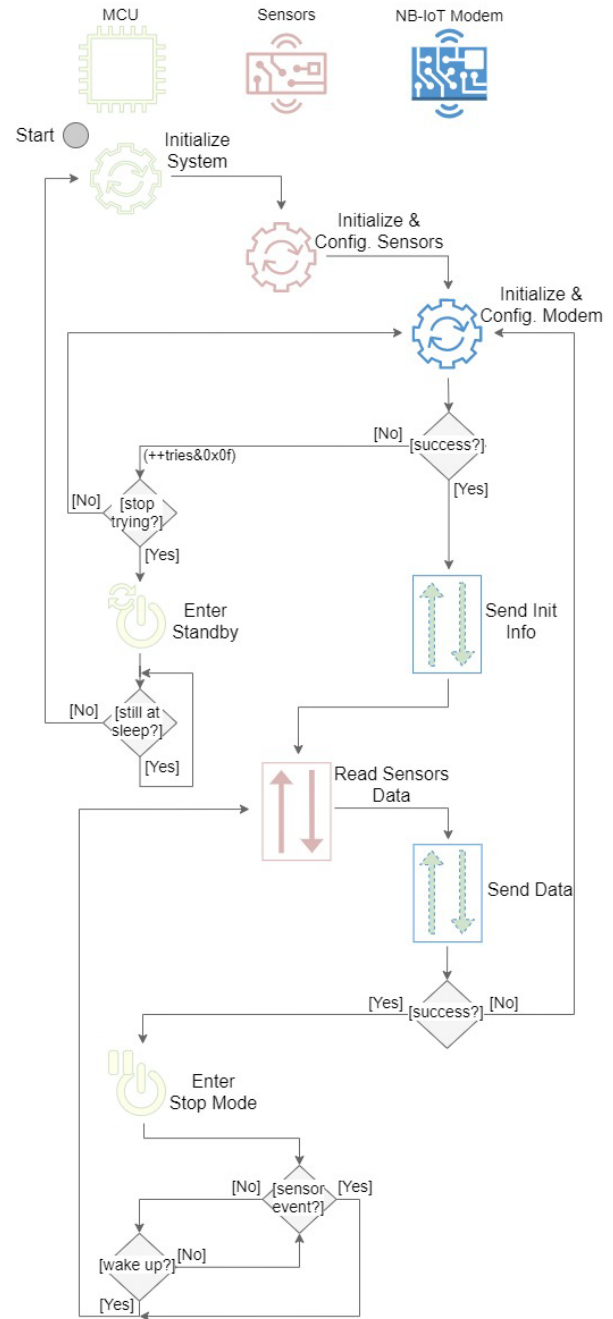 MCU
Sensors
NB-IoT Modem
Start
Initialize
System
Initialize &
Config. Sensors
Initialize &
Config. Modem
[No]
[success?]
(++tries&0x0f)
[Yes]
[No]
[stop
trying?]
[Yes]
Enter
Standby
Send Init
Info
[No]
[still at
sleep?]
[Yes]
Read Sensors
Data
Send Data
[Yes]
[success?]
[No]
Enter
Stop Mode
[No]
[sensor
event?]
[Yes]
[wake up?]
[No]
[Yes]